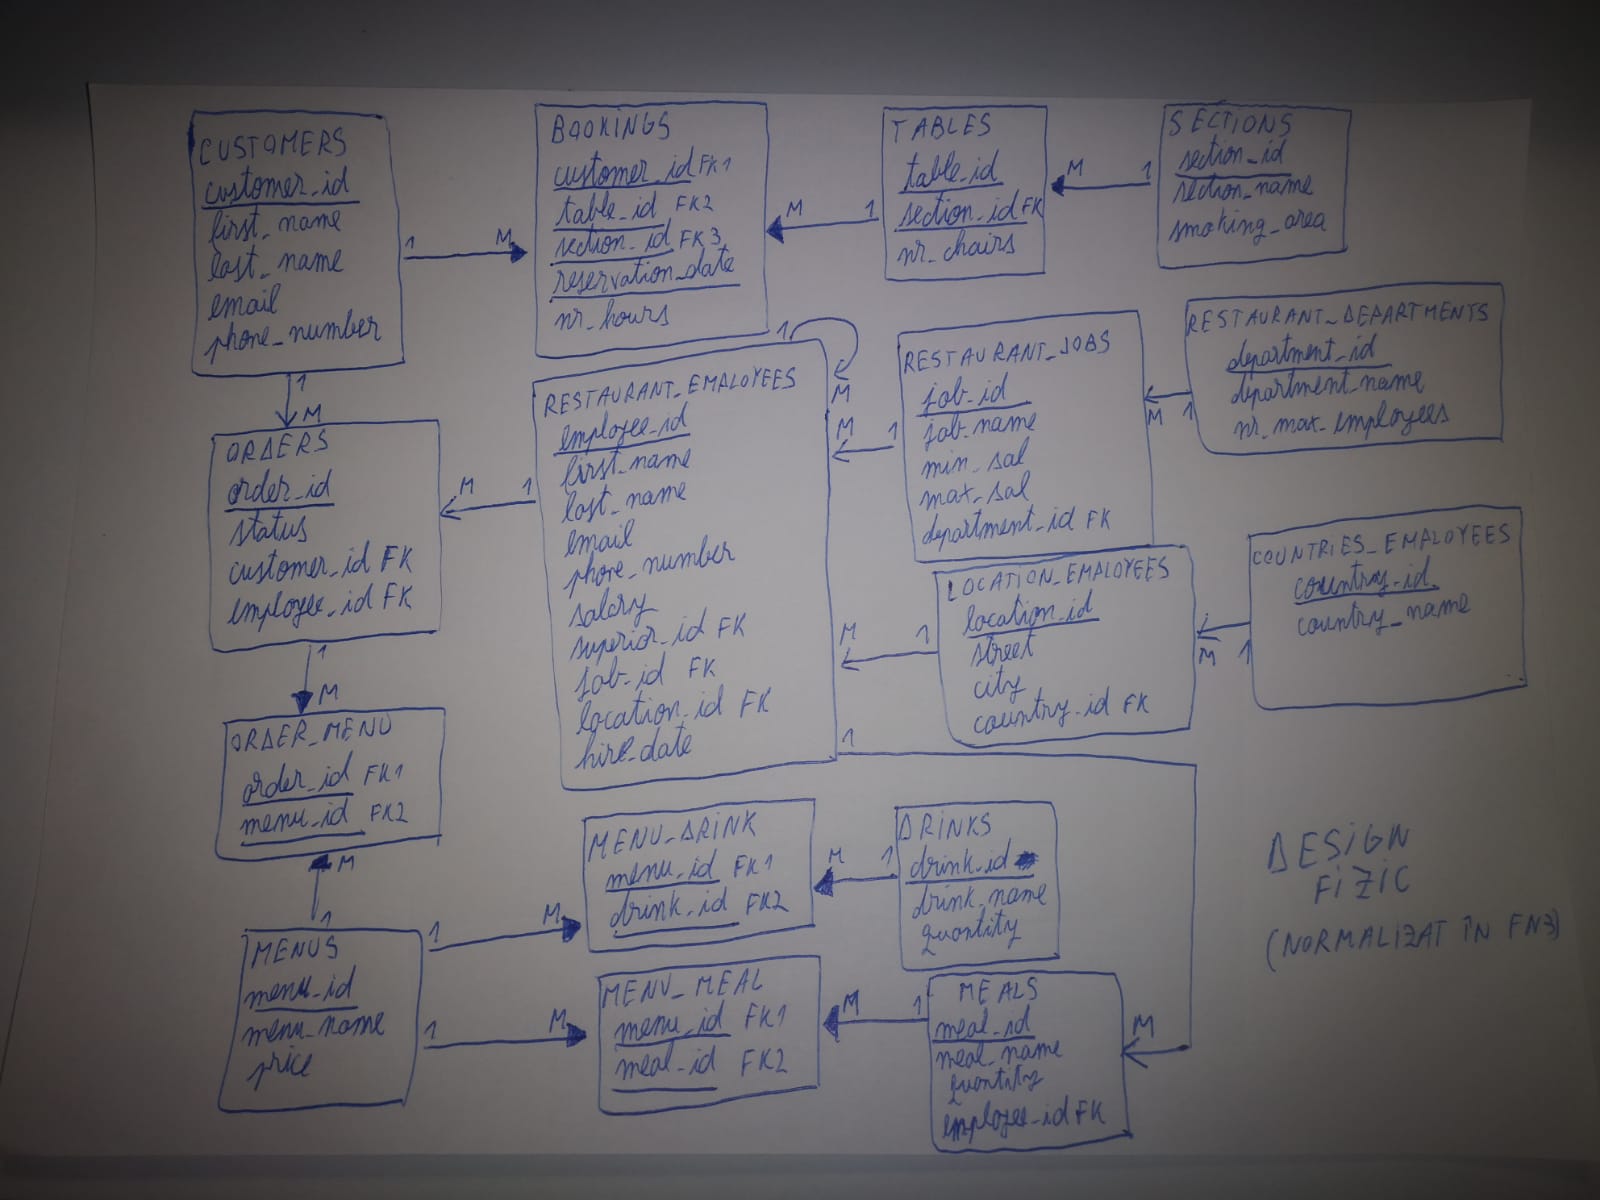 CUSTOMERS
customer_id
first_name
last_name
email
phone_number
1
M
BOOKINGS
customer_id FK1
table_id FK2
section_id FK3
reservation_date
nr_hours
M
1
TABLES
table_id
section_id FK
nr_chairs
M
1
SECTIONS
section_id
section_name
smoking_area
1
M
ORDERS
order_id
status
customer_id FK
employee_id FK
M
1
RESTAURANT_EMPLOYEES
employee_id
first_name
last_name
email
phone_number
salary
superior_id FK
job_id FK
location_id FK
hire_date
1
M
M
1
RESTAURANT_JOBS
job_id
job_name
min_sal
max_sal
department_id FK
M
1
RESTAURANT_DEPARTMENTS
department_id
department_name
nr_max_employees
M
1
LOCATION_EMPLOYEES
location_id
street
city
country_id FK
M
1
COUNTRIES_EMPLOYEES
country_id
country_name
1
M
ORDER_MENU
order_id FK1
menu_id FK2
M
1
MENUS
menu_id
menu_name
price
1
M
MENU_DRINK
menu_id FK1
drink_id FK2
M
1
DRINKS
drink_id
drink_name
quantity
1
M
MENU_MEAL
menu_id FK1
meal_id FK2
M
1
MEALS
meal_id
meal_name
quantity
employee_id FK
1
M
DESIGN
FIZIC
(NORMALIZAT ÎN FN3)